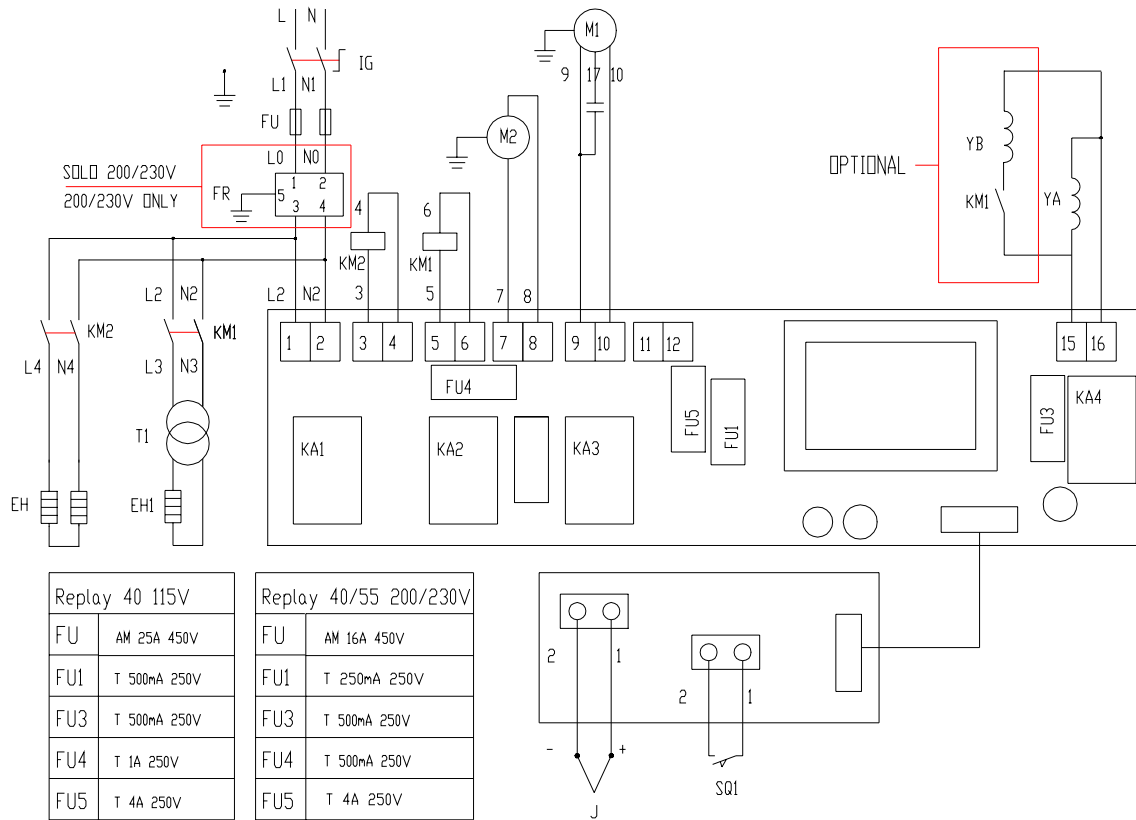 L N
M1
IG
9 17 10
L1 N1
FU
M2
YB
OPTIONAL
L0 N0
SOLO 200/230V
200/230V ONLY
FR
1 2
5
3 4
4
6
KM1
YA
KM2
KM1
L2 N2
L2 N2
3
5
7
8
KM2
KM1
1 2 3 4 5 6 7 8 9 10 11 12 15 16
L4 N4
L3 N3
FU4
FU5
FU1
FU3
KA4
T1
KA1
KA2
KA3
EH
EH1
Replay 40 115V
FU AM 25A 450V
FU1 T 500mA 250V
FU3 T 500mA 250V
FU4 T 1A 250V
FU5 T 4A 250V
Replay 40/55 200/230V
FU AM 16A 450V
FU1 T 250mA 250V
FU3 T 500mA 250V
FU4 T 500mA 250V
FU5 T 4A 250V
2 1
2 1
- +
J
SQ1